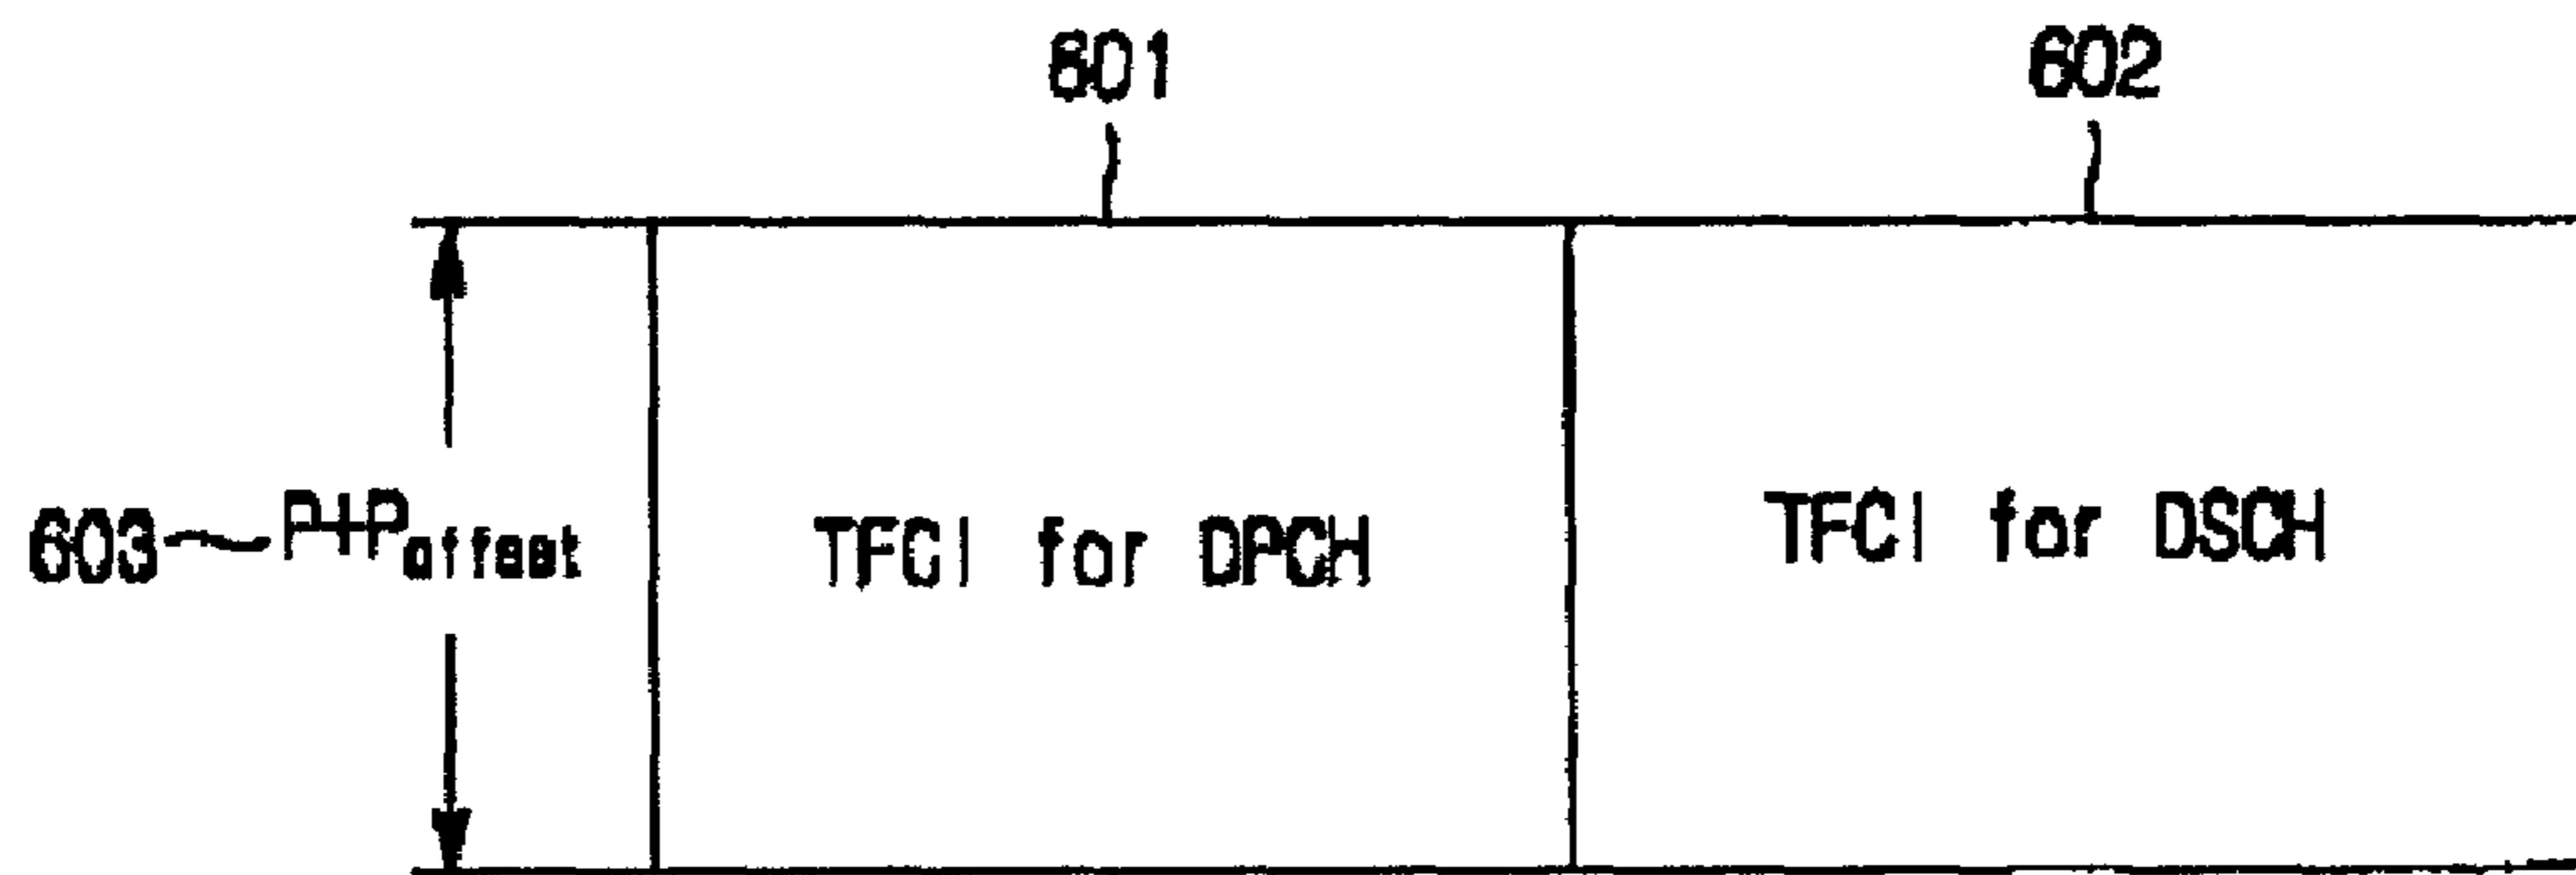 601
602
603
P+Poffset
TFCI for DPCH
TFCI for DSCH